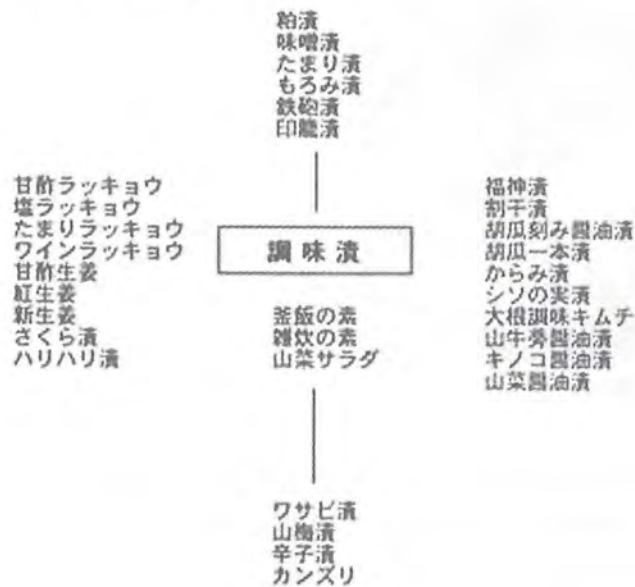 粕漬
味噌漬
たまり漬
もろみ漬
鉄砲漬
印籠漬
甘酢ラッキョウ
塩ラッキョウ
たまりラッキョウ
ワインラッキョウ
甘酢生姜
紅生姜
新生姜
さくら漬
ハリハリ漬
調味漬
釜飯の素
雑炊の素
山菜サラダ
福神漬
割干漬
胡瓜刻み醤油漬
胡瓜一本漬
からみ漬
シソの実漬
大根調味キムチ
山牛蒡醤油漬
キノコ醤油漬
山菜醤油漬
ワサビ漬
山梅漬
辛子漬
カンズリ